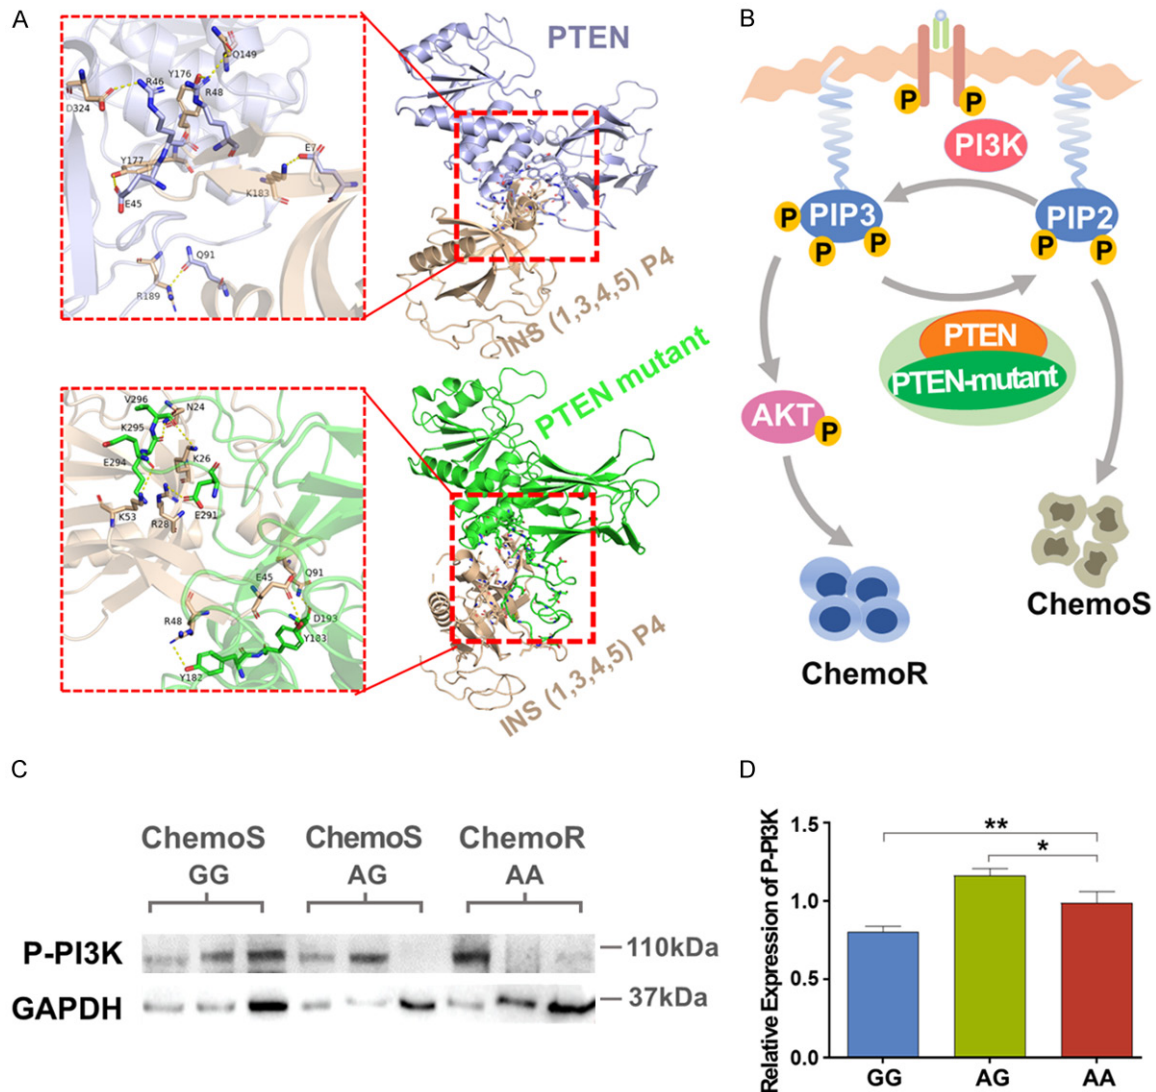 A
Q149
Y176
R46
R48
D324
E7
Y177
K183
E45
Q91
R189
PTEN
INS (1,3,4,5) P4
V296
N24
K295
E294
K26
K53
R28
E291
E45
Q91
R48
D193
Y183
Y182
PTEN mutant
INS (1,3,4,5) P4
B
P
P
PI3K
PIP3
PIP2
P
P
P
P
P
PTEN
PTEN-mutant
AKT
P
ChemoS
ChemoR
C
ChemoS
ChemoS
ChemoR
GG
AG
AA
P-PI3K
110kDa
GAPDH
37kDa
D
Relative Expression of P-PI3K
1.5
1.0
0.5
0.0
**
*
GG
AG
AA